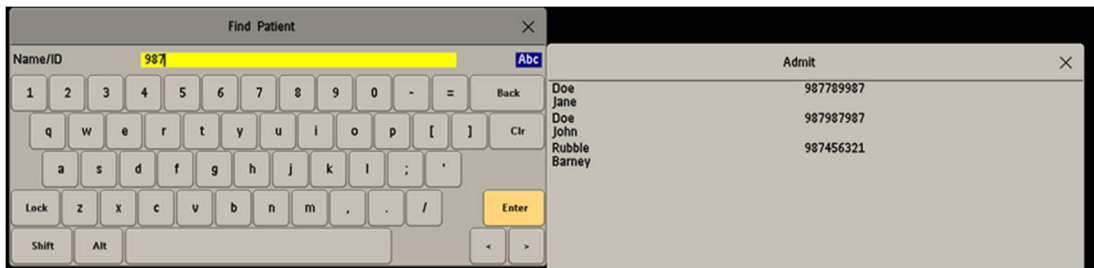 Find Patient ×
Name/ID 987 Abc
1 2 3 4 5 6 7 8 9 0 - = Back
q w e r t y u i o p [ ] Clr
a s d f g h j k l ; '
Lock z x c v b n m , . / Enter
Shift Alt < >
Admit ×
Doe 987789987
Jane
Doe 987987987
John
Rubble 987456321
Barney